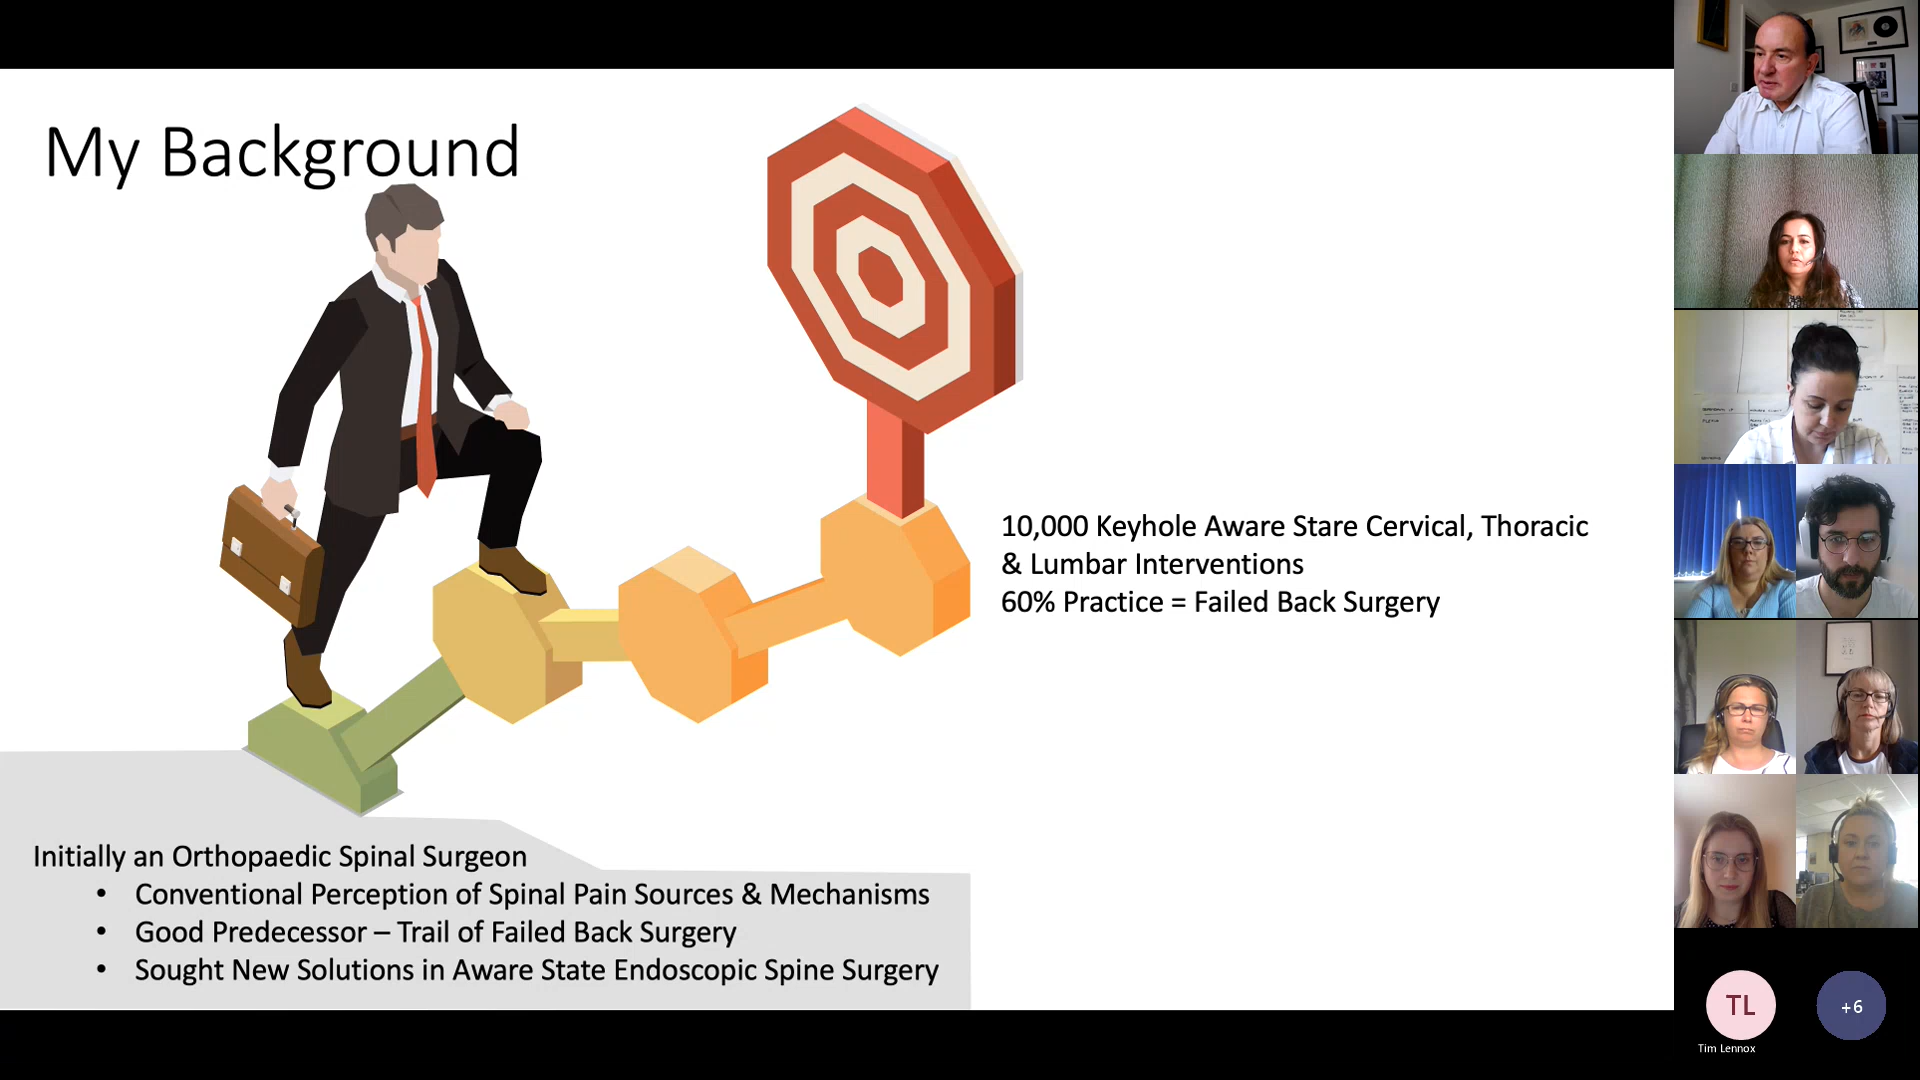 My Background
10,000 Keyhole Aware Stare Cervical, Thoracic
& Lumbar Interventions
60% Practice = Failed Back Surgery
Initially an Orthopaedic Spinal Surgeon
• Conventional Perception of Spinal Pain Sources & Mechanisms
• Good Predecessor – Trail of Failed Back Surgery
• Sought New Solutions in Aware State Endoscopic Spine Surgery
TL
+6
Tim Lennox